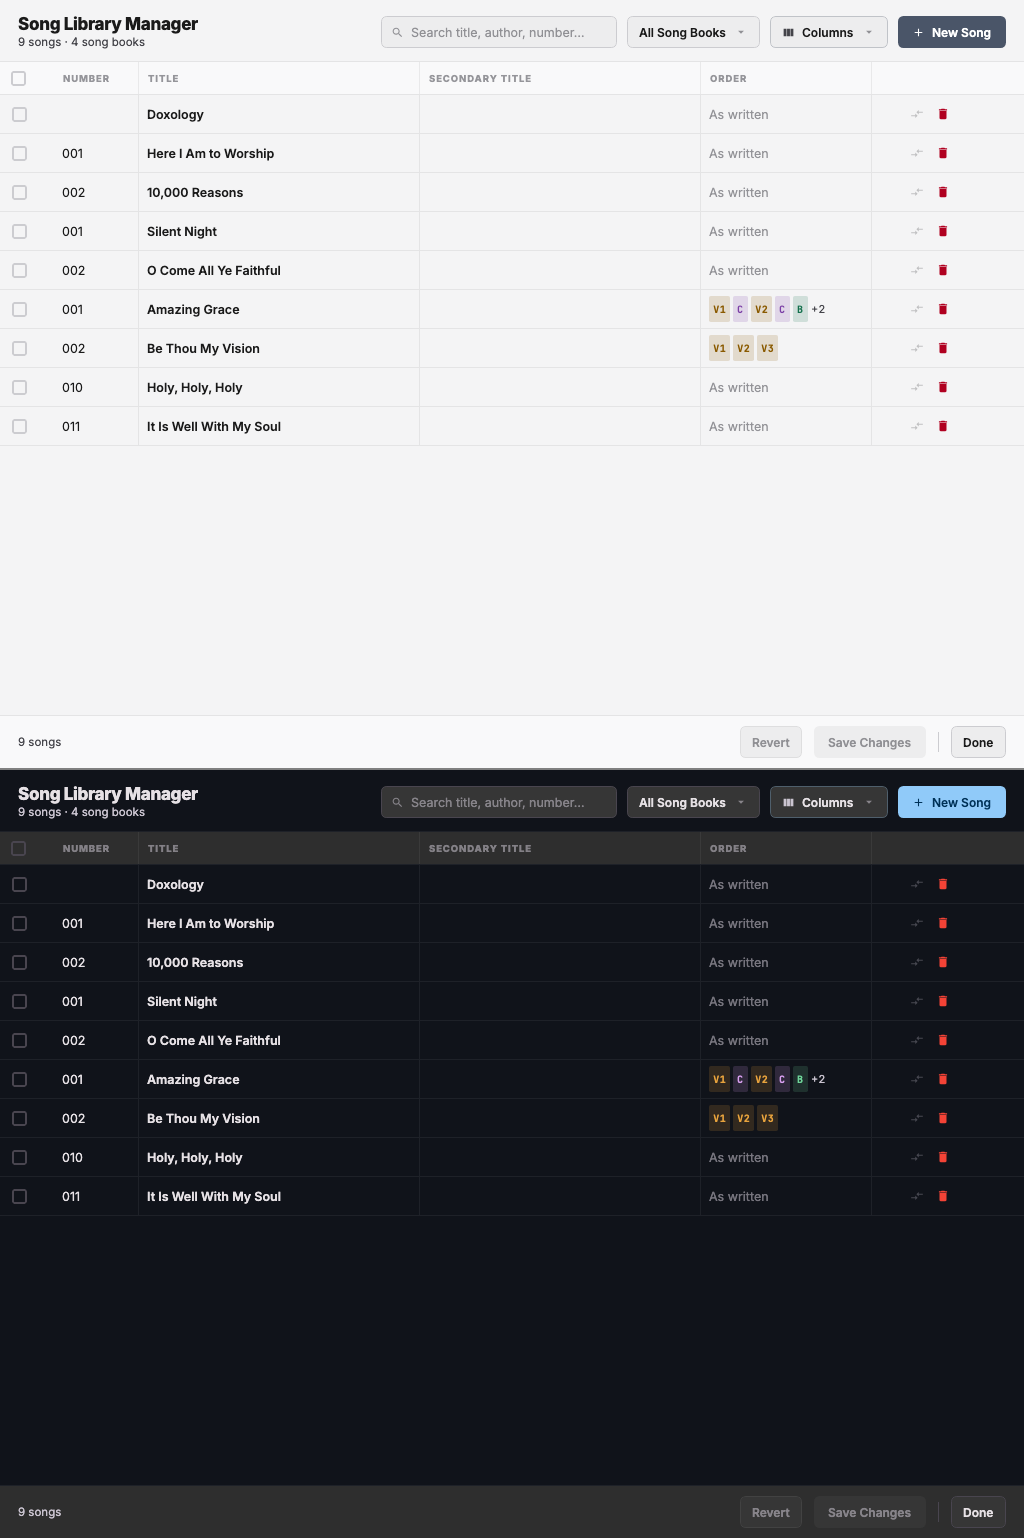 Song Library Manager
9 songs · 4 song books
Search title, author, number...
All Song Books
Columns
+ New Song
NUMBER TITLE SECONDARY TITLE ORDER
Doxology As written
001 Here I Am to Worship As written
002 10,000 Reasons As written
001 Silent Night As written
002 O Come All Ye Faithful As written
001 Amazing Grace V1 C V2 C B +2
002 Be Thou My Vision V1 V2 V3
010 Holy, Holy, Holy As written
011 It Is Well With My Soul As written
9 songs Revert Save Changes Done
Song Library Manager
9 songs · 4 song books
Search title, author, number...
All Song Books
Columns
+ New Song
NUMBER TITLE SECONDARY TITLE ORDER
Doxology As written
001 Here I Am to Worship As written
002 10,000 Reasons As written
001 Silent Night As written
002 O Come All Ye Faithful As written
001 Amazing Grace V1 C V2 C B +2
002 Be Thou My Vision V1 V2 V3
010 Holy, Holy, Holy As written
011 It Is Well With My Soul As written
9 songs Revert Save Changes Done